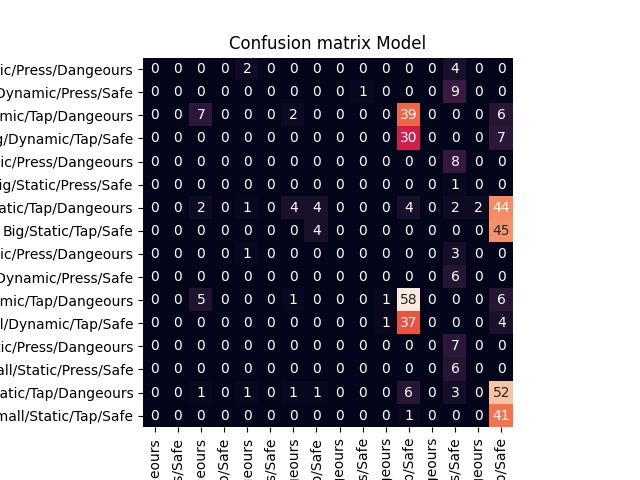 Confusion matrix Model
ic/Press/Dangeours 0 0 0 0 2 0 0 0 0 0 0 0 0 4 0 0
Dynamic/Press/Safe 0 0 0 0 0 0 0 0 0 1 0 0 0 9 0 0
mic/Tap/Dangeours 0 0 7 0 0 0 2 0 0 0 0 39 0 0 0 6
g/Dynamic/Tap/Safe 0 0 0 0 0 0 0 0 0 0 0 30 0 0 0 7
ic/Press/Dangeours 0 0 0 0 0 0 0 0 0 0 0 0 0 8 0 0
ig/Static/Press/Safe 0 0 0 0 0 0 0 0 0 0 0 0 0 1 0 0
atic/Tap/Dangeours 0 0 2 0 1 0 4 4 0 0 0 4 0 2 2 44
Big/Static/Tap/Safe 0 0 0 0 0 0 0 4 0 0 0 0 0 0 0 45
ic/Press/Dangeours 0 0 0 0 1 0 0 0 0 0 0 0 0 3 0 0
Dynamic/Press/Safe 0 0 0 0 0 0 0 0 0 0 0 0 0 6 0 0
mic/Tap/Dangeours 0 0 5 0 0 0 1 0 0 0 1 58 0 0 0 6
l/Dynamic/Tap/Safe 0 0 0 0 0 0 0 0 0 0 1 37 0 0 0 4
tic/Press/Dangeours 0 0 0 0 0 0 0 0 0 0 0 0 0 7 0 0
all/Static/Press/Safe 0 0 0 0 0 0 0 0 0 0 0 0 0 6 0 0
atic/Tap/Dangeours 0 0 1 0 1 0 1 1 0 0 0 6 0 3 0 52
mall/Static/Tap/Safe 0 0 0 0 0 0 0 0 0 0 0 1 0 0 0 41
eours
s/Safe
eours
o/Safe
eours
s/Safe
geours
p/Safe
geours
s/Safe
geours
p/Safe
geours
s/Safe
geours
p/Safe